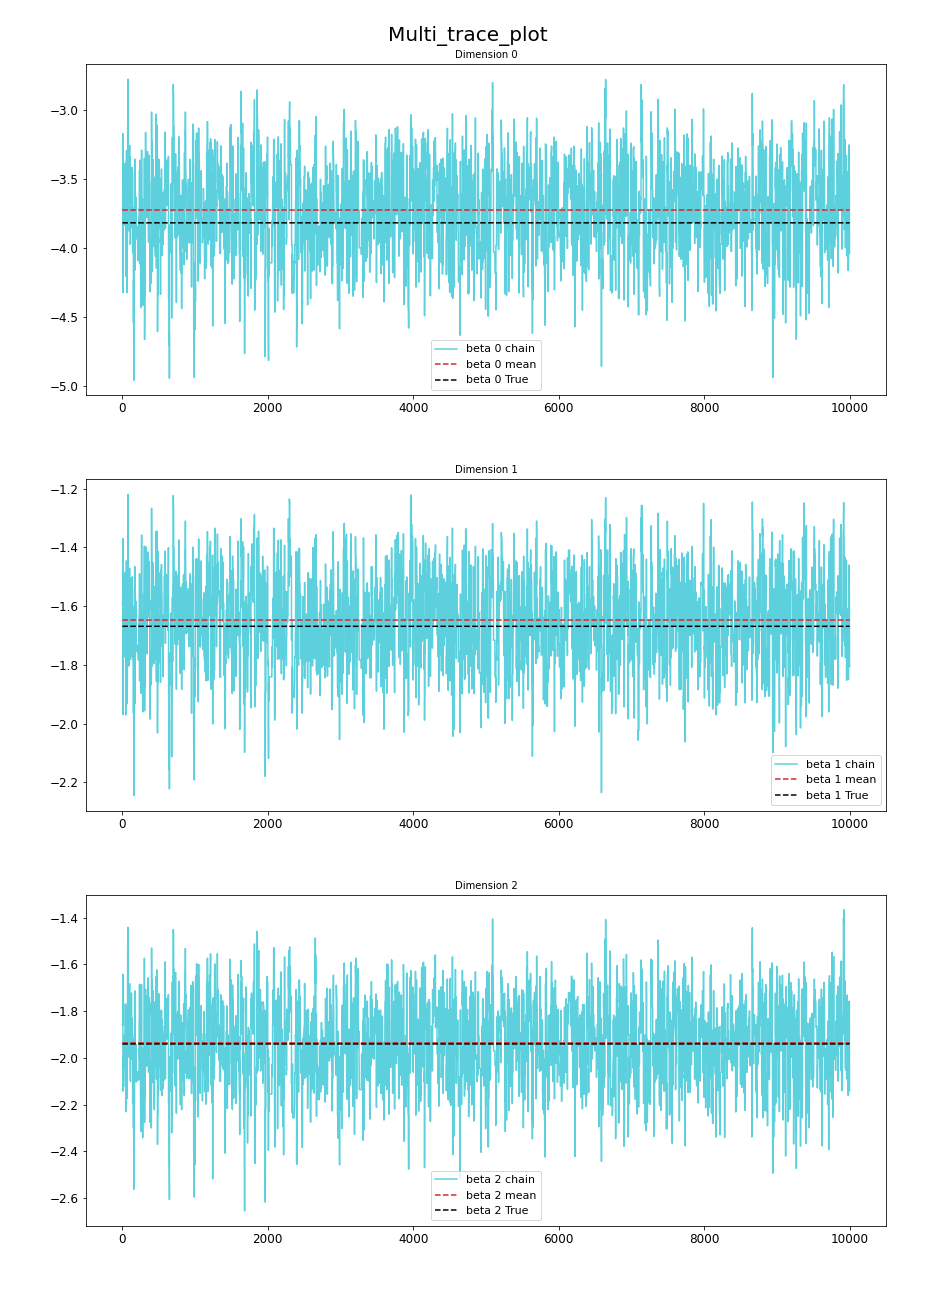 Multi_trace_plot
Dimension 0
−3.0
−3.5
−4.0
−4.5
−5.0
beta 0 chain
beta 0 mean
beta 0 True
0 2000 4000 6000 8000 10000
Dimension 1
−1.2
−1.4
−1.6
−1.8
−2.0
−2.2
beta 1 chain
beta 1 mean
beta 1 True
0 2000 4000 6000 8000 10000
Dimension 2
−1.4
−1.6
−1.8
−2.0
−2.2
−2.4
−2.6
beta 2 chain
beta 2 mean
beta 2 True
0 2000 4000 6000 8000 10000